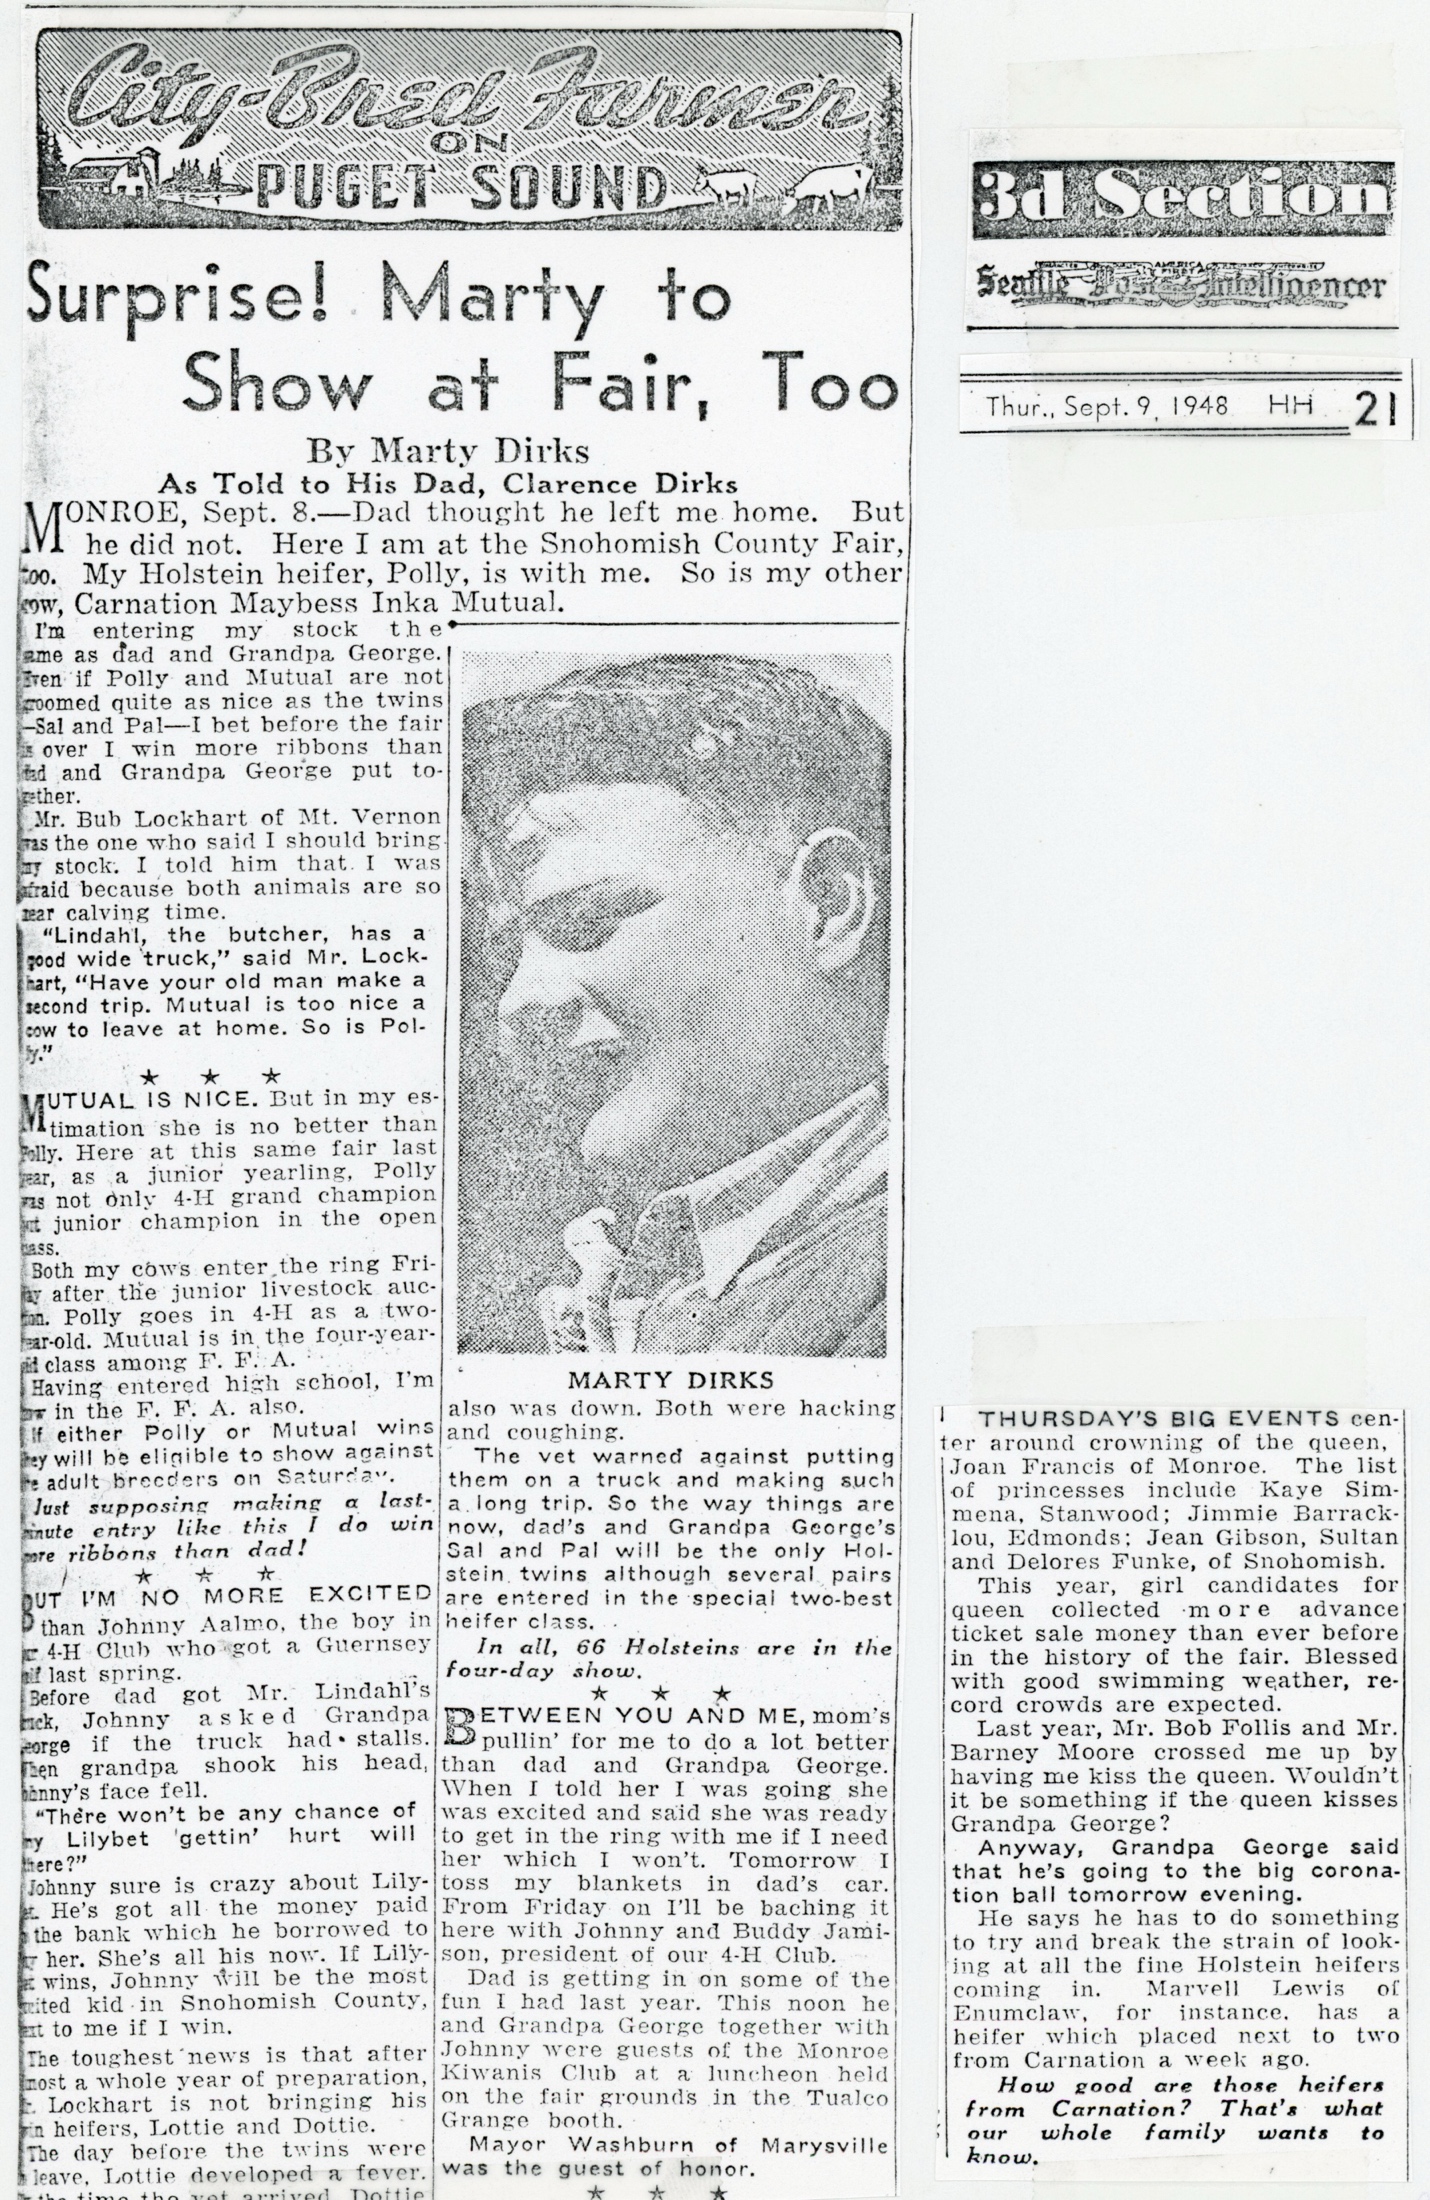 City-Bred Farmer
ON
PUGET SOUND
Surprise! Marty to
Show at Fair, Too
By Marty Dirks
As Told to His Dad, Clarence Dirks
MONROE, Sept. 8.—Dad thought he left me home. But
he did not. Here I am at the Snohomish County Fair,
too. My Holstein heifer, Polly, is with me. So is my other
cow, Carnation Maybess Inka Mutual.
I'm entering my stock the
ame as dad and Grandpa George.
Even if Polly and Mutual are not
roomed quite as nice as the twins
—Sal and Pal—I bet before the fair
is over I win more ribbons than
dad and Grandpa George put to-
gether.
Mr. Bub Lockhart of Mt. Vernon
was the one who said I should bring
my stock. I told him that I was
afraid because both animals are so
near calving time.
"Lindahl, the butcher, has a
good wide truck," said Mr. Lock-
hart, "Have your old man make a
second trip. Mutual is too nice a
cow to leave at home. So is Pol-
ly."
★ ★ ★
MUTUAL IS NICE. But in my es-
timation she is no better than
Polly. Here at this same fair last
year, as a junior yearling, Polly
was not only 4-H grand champion
but junior champion in the open
lass.
Both my cows enter the ring Fri-
day after the junior livestock auc-
tion. Polly goes in 4-H as a two-
year-old. Mutual is in the four-year-
old class among F. F. A.
Having entered high school, I'm
now in the F. F. A. also.
If either Polly or Mutual wins
they will be eligible to show against
the adult breeders on Saturday.
Just supposing making a last-
minute entry like this I do win
more ribbons than dad!
★ ★ ★
BUT I'M NO MORE EXCITED
than Johnny Aalmo, the boy in
our 4-H Club who got a Guernsey
calf last spring.
Before dad got Mr. Lindahl's
truck, Johnny asked Grandpa
George if the truck had stalls.
When grandpa shook his head,
Johnny's face fell.
"There won't be any chance of
my Lilybet gettin' hurt will
there?"
Johnny sure is crazy about Lily-
bet. He's got all the money paid
the bank which he borrowed to
her. She's all his now. If Lily-
bet wins, Johnny will be the most
excited kid in Snohomish County,
next to me if I win.
The toughest news is that after
most a whole year of preparation,
Mr. Lockhart is not bringing his
twin heifers, Lottie and Dottie.
The day before the twins were
leave, Lottie developed a fever.
the time the vet arrived Dottie
MARTY DIRKS
also was down. Both were hacking
and coughing.
The vet warned against putting
them on a truck and making such
a long trip. So the way things are
now, dad's and Grandpa George's
Sal and Pal will be the only Hol-
stein twins although several pairs
are entered in the special two-best
heifer class.
In all, 66 Holsteins are in the
four-day show.
★ ★ ★
BETWEEN YOU AND ME, mom's
pullin' for me to do a lot better
than dad and Grandpa George.
When I told her I was going she
was excited and said she was ready
to get in the ring with me if I need
her which I won't. Tomorrow I
toss my blankets in dad's car.
From Friday on I'll be baching it
here with Johnny and Buddy Jami-
son, president of our 4-H Club.
Dad is getting in on some of the
fun I had last year. This noon he
and Grandpa George together with
Johnny were guests of the Monroe
Kiwanis Club at a luncheon held
on the fair grounds in the Tualco
Grange booth.
Mayor Washburn of Marysville
was the guest of honor.
★ ★ ★
3d Section
Seattle Post-Intelligencer
Thur., Sept. 9, 1948 HH 21
THURSDAY'S BIG EVENTS cen-
ter around crowning of the queen,
Joan Francis of Monroe. The list
of princesses include Kaye Sim-
mena, Stanwood; Jimmie Barrack-
lou, Edmonds; Jean Gibson, Sultan
and Delores Funke, of Snohomish.
This year, girl candidates for
queen collected more advance
ticket sale money than ever before
in the history of the fair. Blessed
with good swimming weather, re-
cord crowds are expected.
Last year, Mr. Bob Follis and Mr.
Barney Moore crossed me up by
having me kiss the queen. Wouldn't
it be something if the queen kisses
Grandpa George?
Anyway, Grandpa George said
that he's going to the big corona-
tion ball tomorrow evening.
He says he has to do something
to try and break the strain of look-
ing at all the fine Holstein heifers
coming in. Marvell Lewis of
Enumclaw, for instance, has a
heifer which placed next to two
from Carnation a week ago.
How good are those heifers
from Carnation? That's what
our whole family wants to
know.